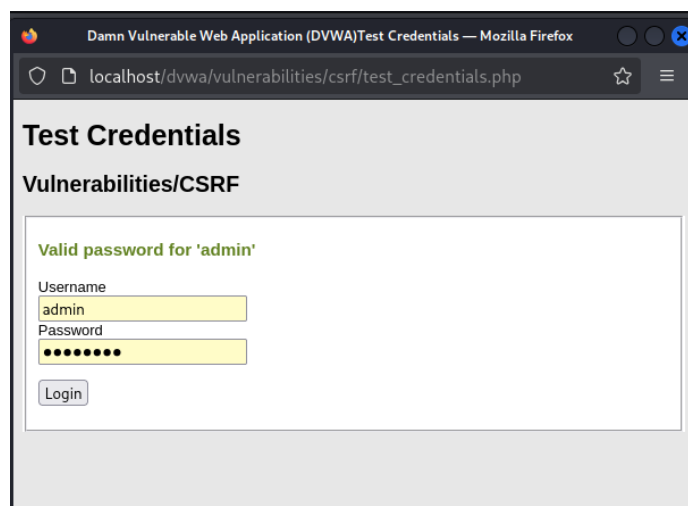 Damn Vulnerable Web Application (DVWA)Test Credentials — Mozilla Firefox
localhost/dvwa/vulnerabilities/csrf/test_credentials.php
Test Credentials
Vulnerabilities/CSRF
Valid password for 'admin'
Username
admin
Password
●●●●●●●●
Login